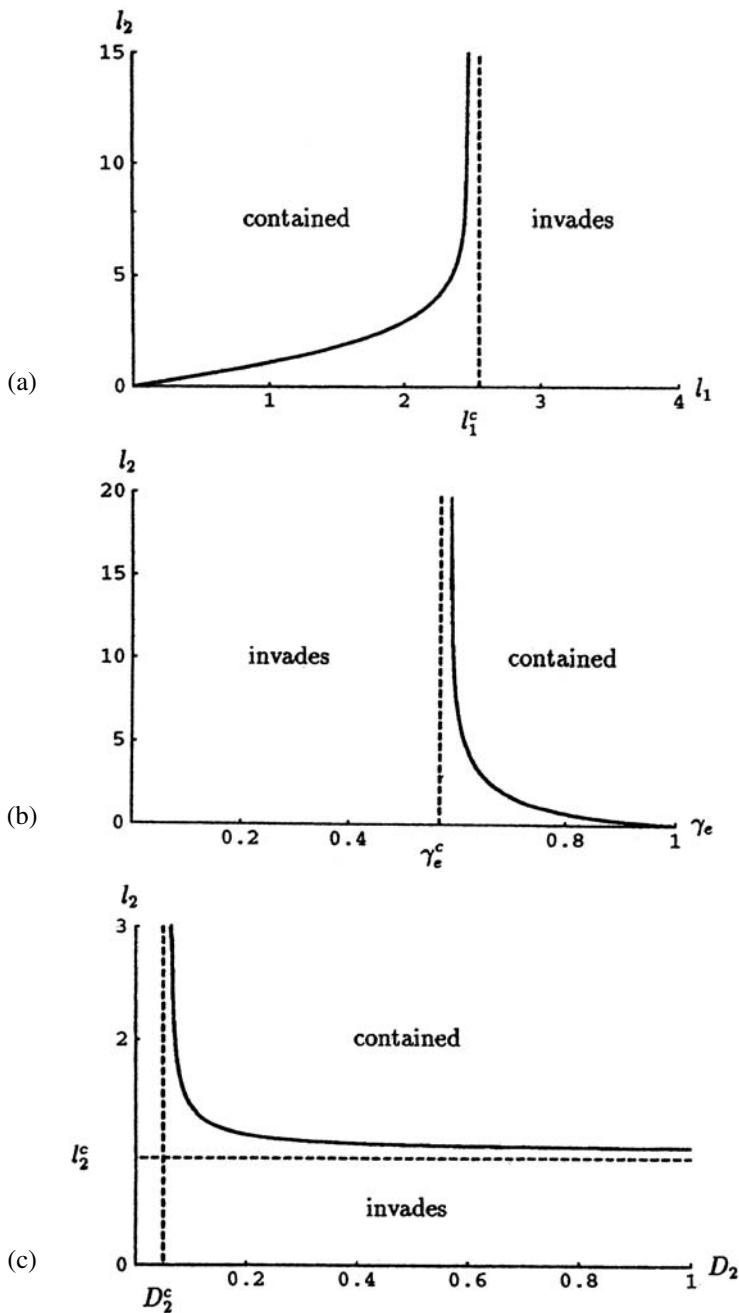 l₂
15
10
contained
invades
5
(a)
0
1
2
3
4
l₁
l₁ᶜ
l₂
20
15
10
invades
contained
5
(b)
0
0.2
0.4
0.8
1
γₑ
γₑᶜ
l₂
3
contained
2
l₂ᶜ
invades
(c)
0
0.2
0.4
0.6
0.8
1
D₂
D₂ᶜ